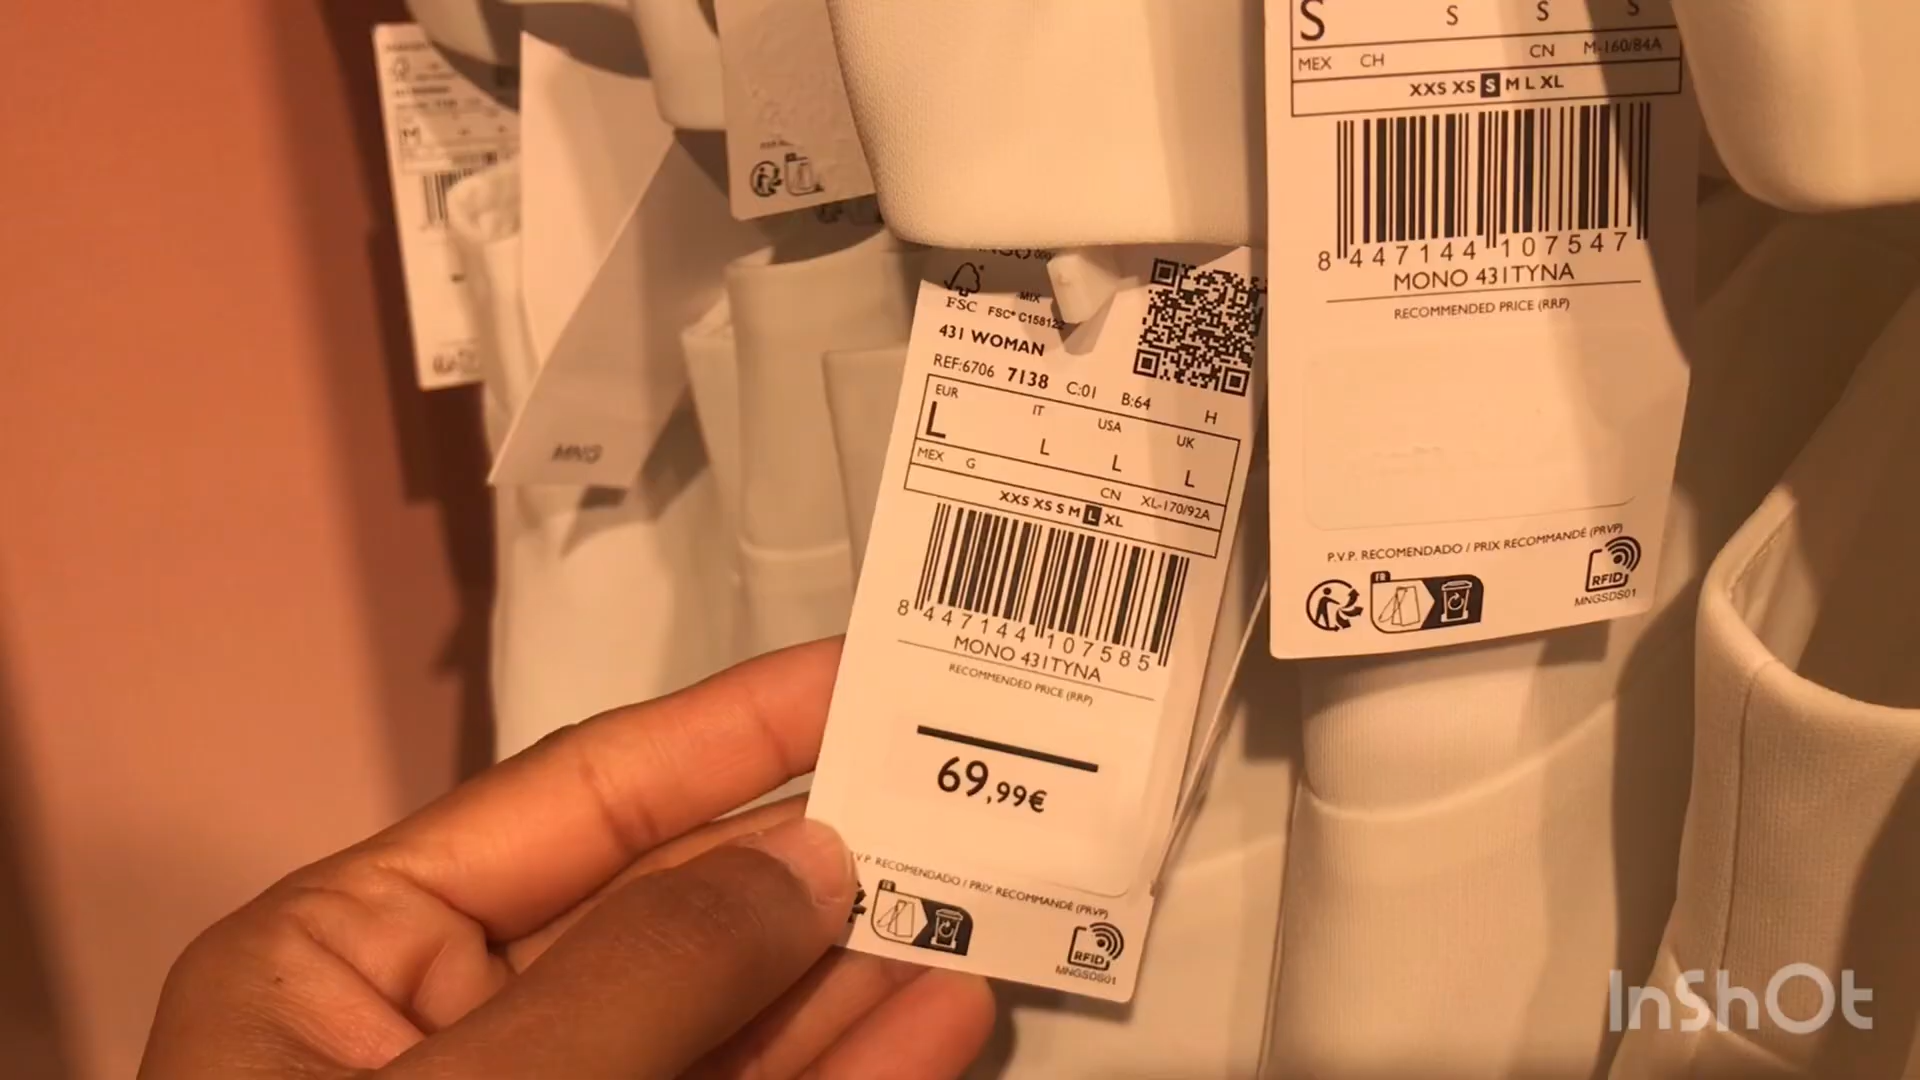 MNG
FSC
MIX
FSC® C158122
431 WOMAN
REF:6706 7138 C:01 B:64 H
EUR IT USA UK
L L L L
MEX G CN XL-170/92A
XXS XS S M L XL
8 447144 107585
MONO 431TYNA
RECOMMENDED PRICE (RRP)
69,99€
P. RECOMENDADO / PRIX RECOMMANDÉ (PRVP)
FR
RFID
MNGSDS01
S S S S
MEX CH CN M-160/84A
XXS XS S M L XL
8 447144 107547
MONO 431TYNA
RECOMMENDED PRICE (RRP)
P.V.P. RECOMENDADO / PRIX RECOMMANDÉ (PRVP)
FR
RFID
MNGSDS01
M
InShOt